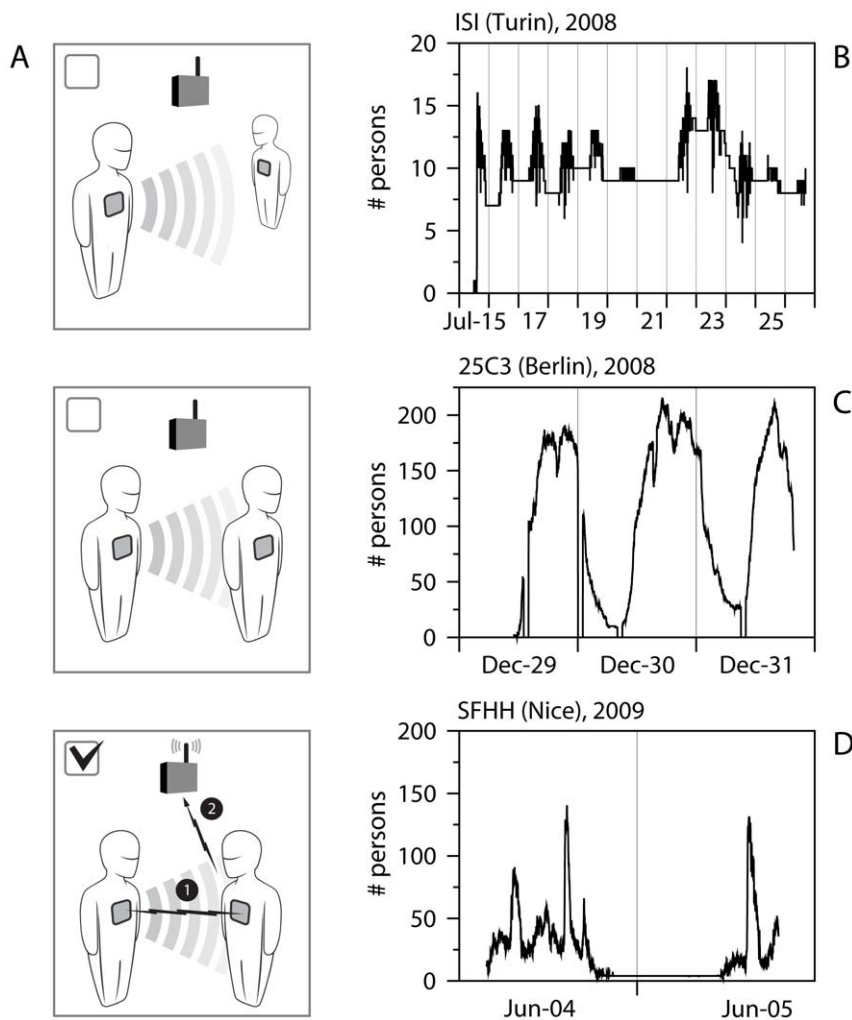 A
2
1
ISI (Turin), 2008
B
# persons
20
15
10
5
0
Jul-15 17 19 21 23 25
25C3 (Berlin), 2008
C
# persons
200
150
100
50
0
Dec-29 Dec-30 Dec-31
SFHH (Nice), 2009
D
# persons
200
150
100
50
0
Jun-04 Jun-05